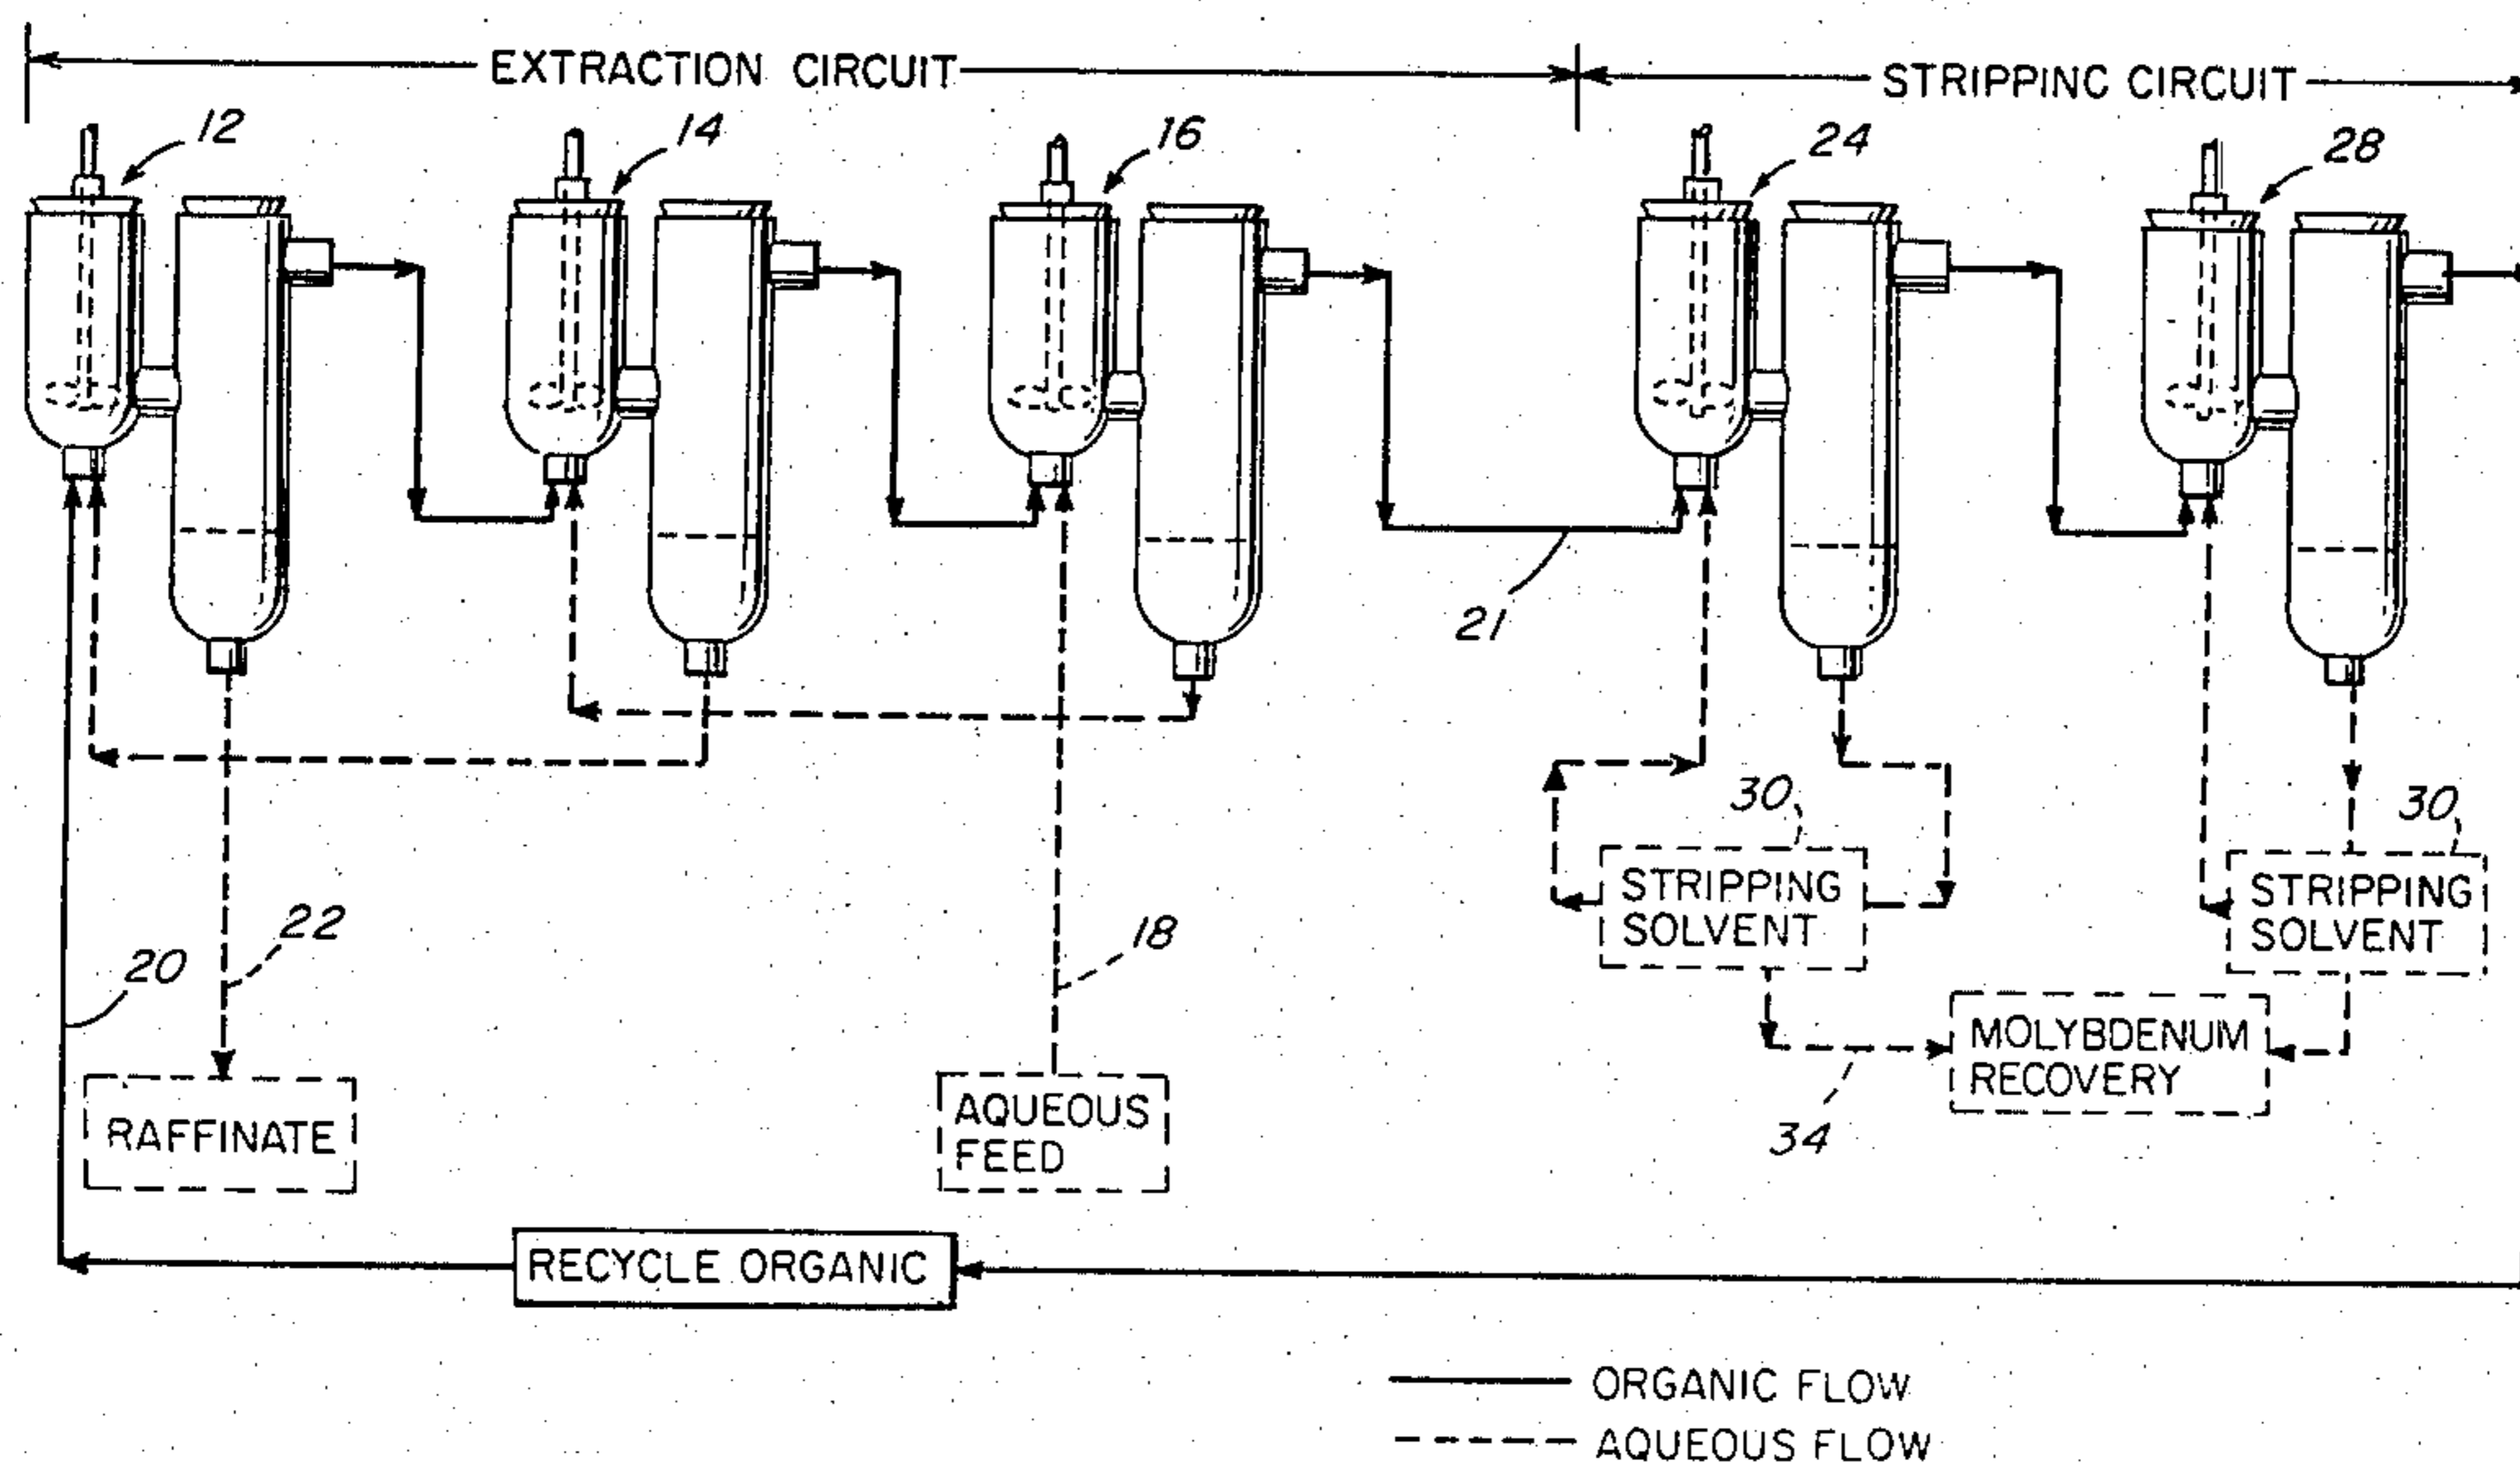 EXTRACTION CIRCUIT
STRIPPING CIRCUIT
12
14
16
24
28
21
30
30
STRIPPING
SOLVENT
STRIPPING
SOLVENT
22
18
20
MOLYBDENUM
RECOVERY
34
RAFFINATE
AQUEOUS
FEED
RECYCLE ORGANIC
ORGANIC FLOW
AQUEOUS FLOW